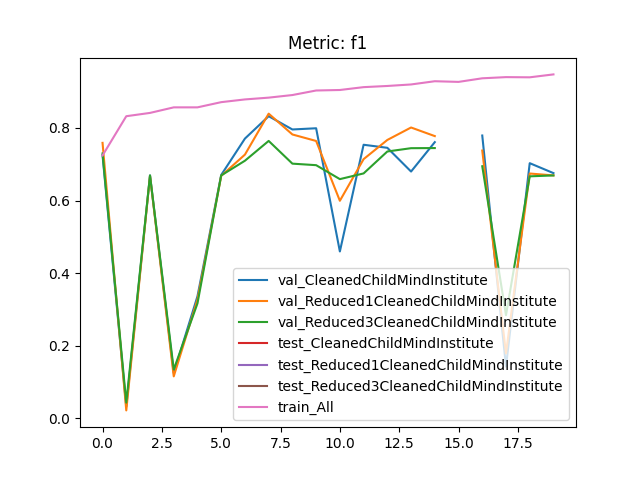 Metric: f1
0.8
0.6
0.4
0.2
0.0
val_CleanedChildMindInstitute
val_Reduced1CleanedChildMindInstitute
val_Reduced3CleanedChildMindInstitute
test_CleanedChildMindInstitute
test_Reduced1CleanedChildMindInstitute
test_Reduced3CleanedChildMindInstitute
train_All
0.0 2.5 5.0 7.5 10.0 12.5 15.0 17.5